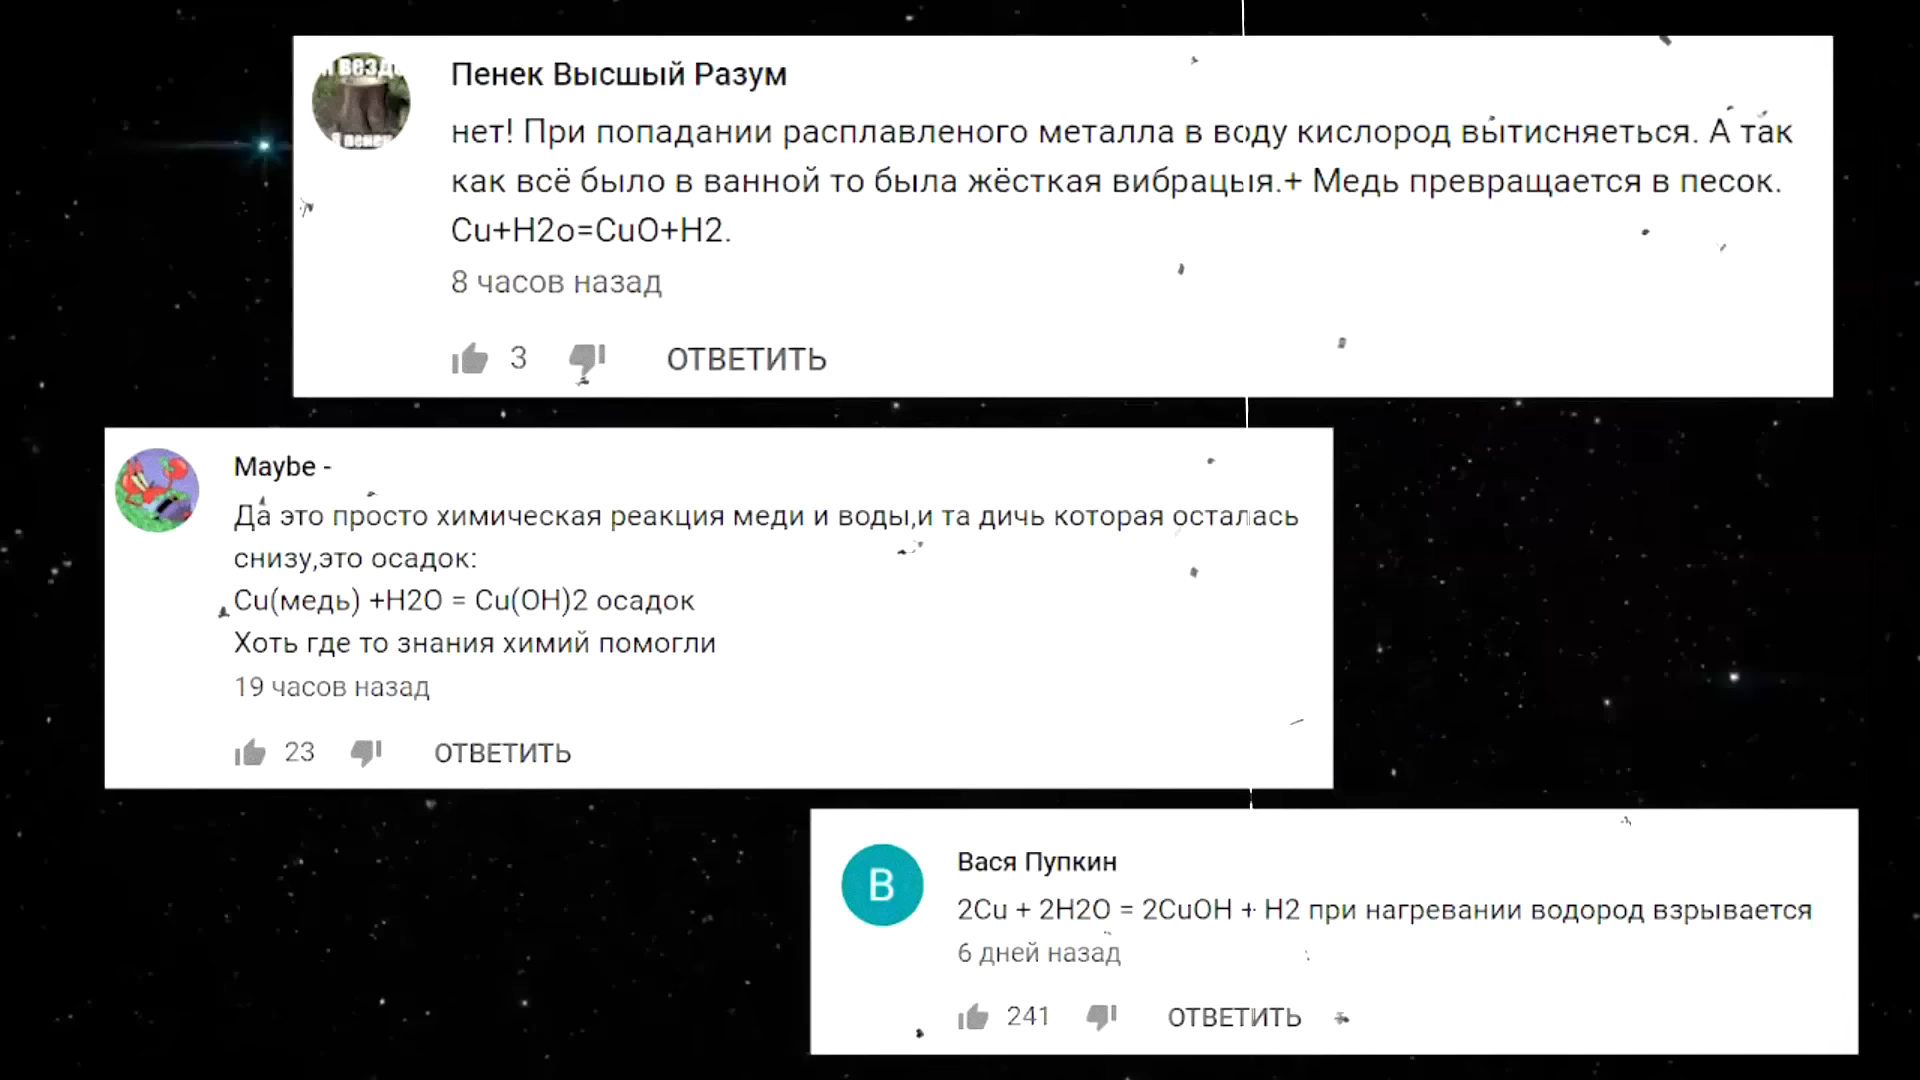 Пенек Высшый Разум
нет! При попадании расплавленого металла в воду кислород вытисняеться. А так
как всё было в ванной то была жёсткая вибрацыя.+ Медь превращается в песок.
Cu+H2o=CuO+H2.
8 часов назад
3 ОТВЕТИТЬ
Maybe -
Да это просто химическая реакция меди и воды,и та дичь которая осталась
снизу,это осадок:
Cu(медь) +H2O = Cu(OH)2 осадок
Хоть где то знания химий помогли
19 часов назад
23 ОТВЕТИТЬ
В
Вася Пупкин
2Cu + 2H2O = 2CuOH + H2 при нагревании водород взрывается
6 дней назад
241 ОТВЕТИТЬ